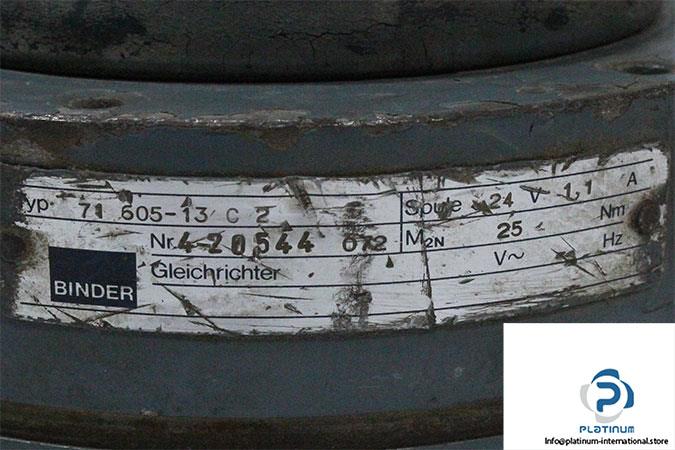 Typ 71 605-13 C 2
Spule 24 V 1,1 A
Nr. 4-20544 072
M2N 25 Nm
BINDER
Gleichrichter
V~ Hz
PLATINUM
Info@platinum-international.store